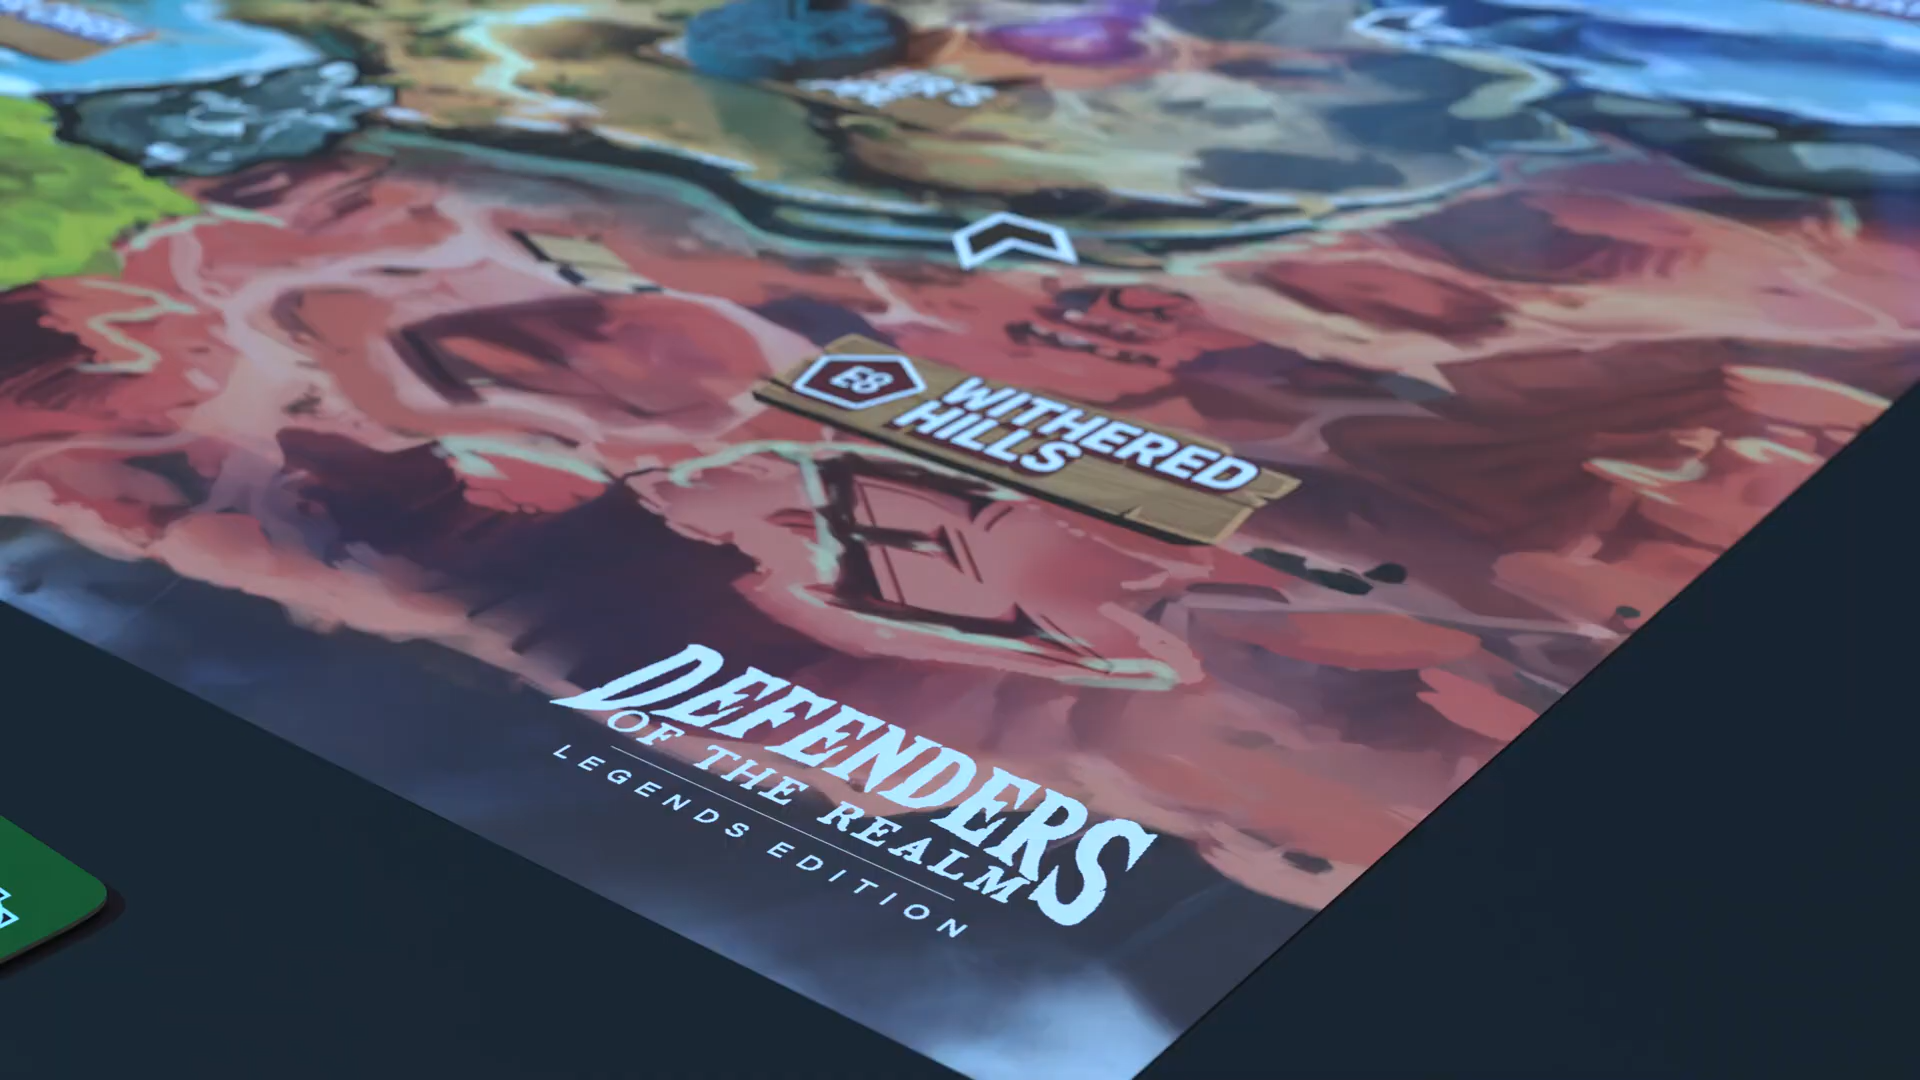 E8
WITHERED
HILLS
E
DEFENDERS
OF THE REALM
LEGENDS EDITION